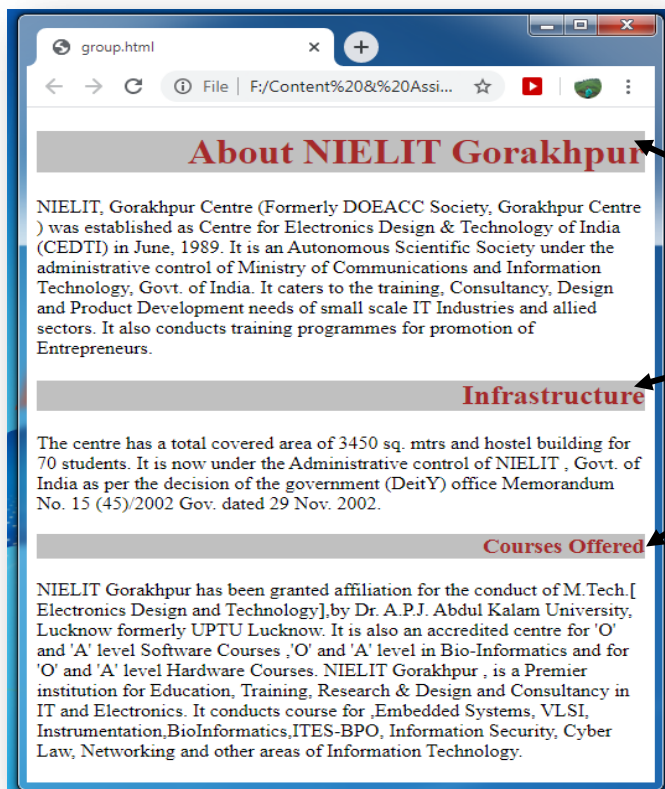 group.html
File | F:/Content%20&%20Assi...
About NIELIT Gorakhpur
NIELIT, Gorakhpur Centre (Formerly DOEACC Society, Gorakhpur Centre
) was established as Centre for Electronics Design & Technology of India
(CEDTI) in June, 1989. It is an Autonomous Scientific Society under the
administrative control of Ministry of Communications and Information
Technology, Govt. of India. It caters to the training, Consultancy, Design
and Product Development needs of small scale IT Industries and allied
sectors. It also conducts training programmes for promotion of
Entrepreneurs.
Infrastructure
The centre has a total covered area of 3450 sq. mtrs and hostel building for
70 students. It is now under the Administrative control of NIELIT , Govt. of
India as per the decision of the government (DeitY) office Memorandum
No. 15 (45)/2002 Gov. dated 29 Nov. 2002.
Courses Offered
NIELIT Gorakhpur has been granted affiliation for the conduct of M.Tech.[
Electronics Design and Technology],by Dr. A.P.J. Abdul Kalam University,
Lucknow formerly UPTU Lucknow. It is also an accredited centre for 'O'
and 'A' level Software Courses ,'O' and 'A' level in Bio-Informatics and for
'O' and 'A' level Hardware Courses. NIELIT Gorakhpur , is a Premier
institution for Education, Training, Research & Design and Consultancy in
IT and Electronics. It conducts course for ,Embedded Systems, VLSI,
Instrumentation,BioInformatics,ITES-BPO, Information Security, Cyber
Law, Networking and other areas of Information Technology.